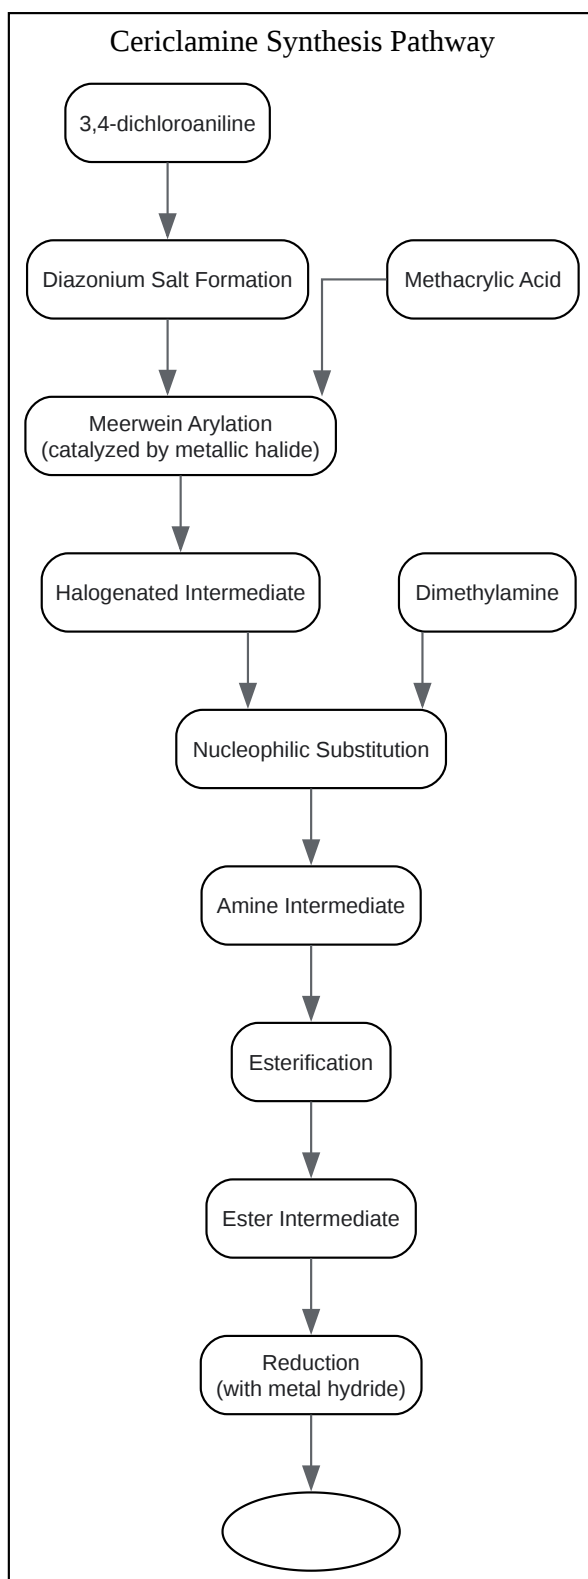 Cericlamine Synthesis Pathway
3,4-dichloroaniline
Diazonium Salt Formation
Methacrylic Acid
Meerwein Arylation
(catalyzed by metallic halide)
Halogenated Intermediate
Dimethylamine
Nucleophilic Substitution
Amine Intermediate
Esterification
Ester Intermediate
Reduction
(with metal hydride)